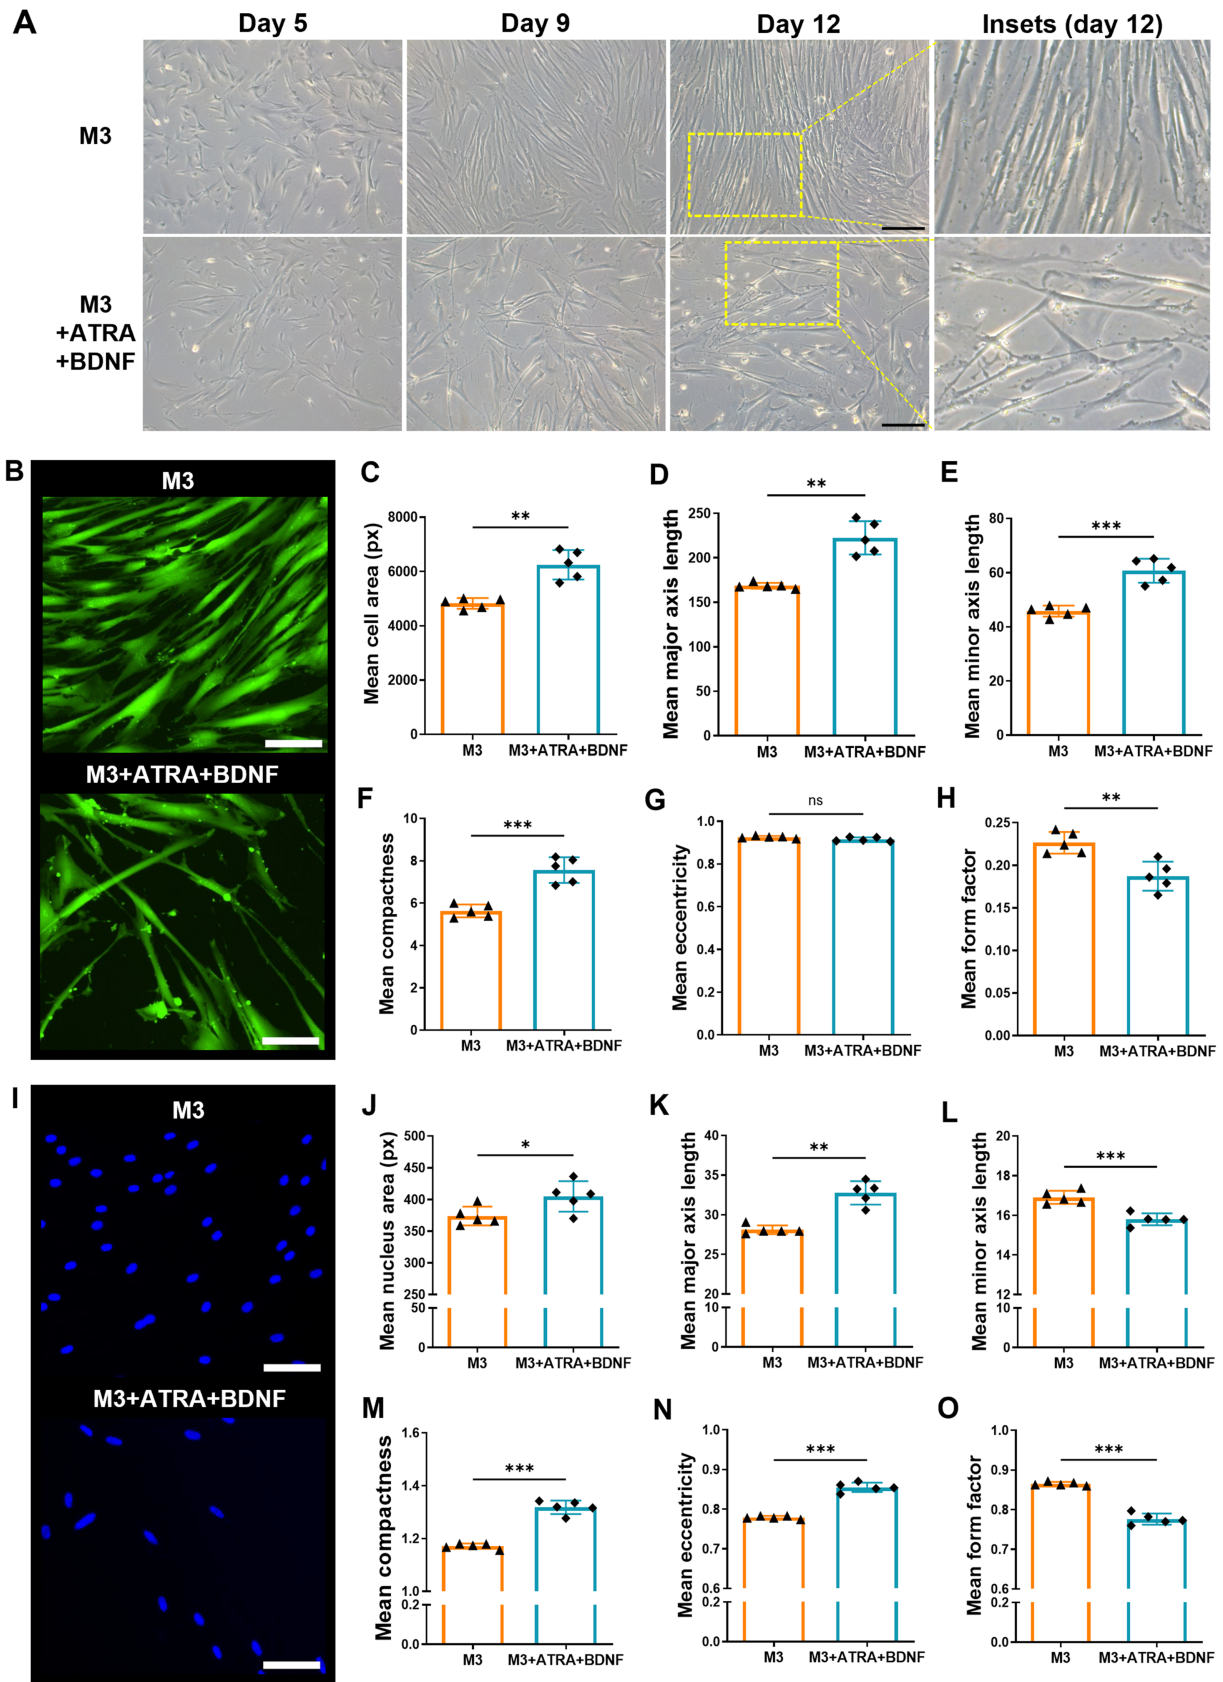 A
Day 5
Day 9
Day 12
Insets (day 12)
M3
M3
+ATRA
+BDNF
B
M3
M3+ATRA+BDNF
C
Mean cell area (px)
8000
6000
4000
2000
0
**
M3
M3+ATRA+BDNF
D
Mean major axis length
250
200
150
100
50
0
**
M3
M3+ATRA+BDNF
E
Mean minor axis length
80
60
40
20
0
***
M3
M3+ATRA+BDNF
F
Mean compactness
10
8
6
4
2
0
***
M3
M3+ATRA+BDNF
G
Mean eccentricity
1.0
0.8
0.6
0.4
0.2
0.0
ns
M3
M3+ATRA+BDNF
H
Mean form factor
0.25
0.20
0.15
0.10
0.05
0.00
**
M3
M3+ATRA+BDNF
I
M3
M3+ATRA+BDNF
J
Mean nucleus area (px)
500
450
400
350
300
250
50
0
*
M3
M3+ATRA+BDNF
K
Mean major axis length
40
35
30
25
20
10
0
**
M3
M3+ATRA+BDNF
L
Mean minor axis length
20
18
16
14
12
10
0
***
M3
M3+ATRA+BDNF
M
Mean compactness
1.6
1.4
1.2
1.0
0.2
0.0
***
M3
M3+ATRA+BDNF
N
Mean eccentricity
1.0
0.9
0.8
0.7
0.6
0.2
0.0
***
M3
M3+ATRA+BDNF
O
Mean form factor
1.0
0.9
0.8
0.7
0.6
0.2
0.0
***
M3
M3+ATRA+BDNF